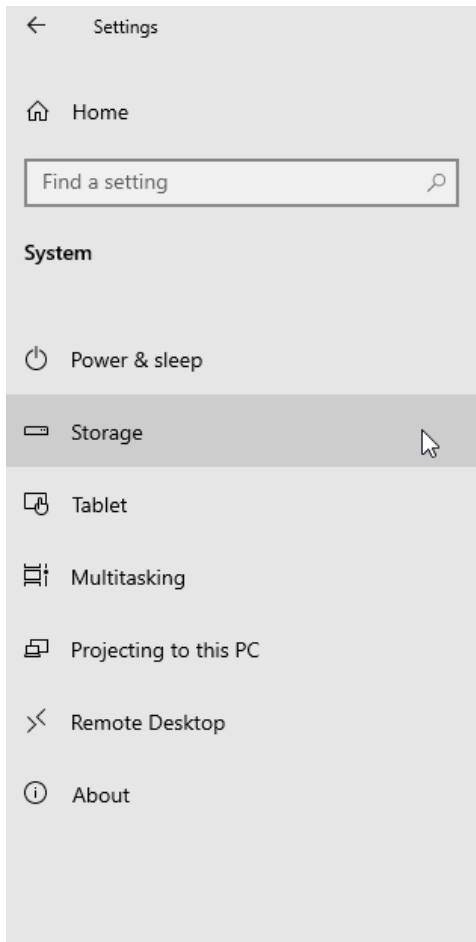 Settings
Home
Find a setting
System
Power & sleep
Storage
Tablet
Multitasking
Projecting to this PC
Remote Desktop
About